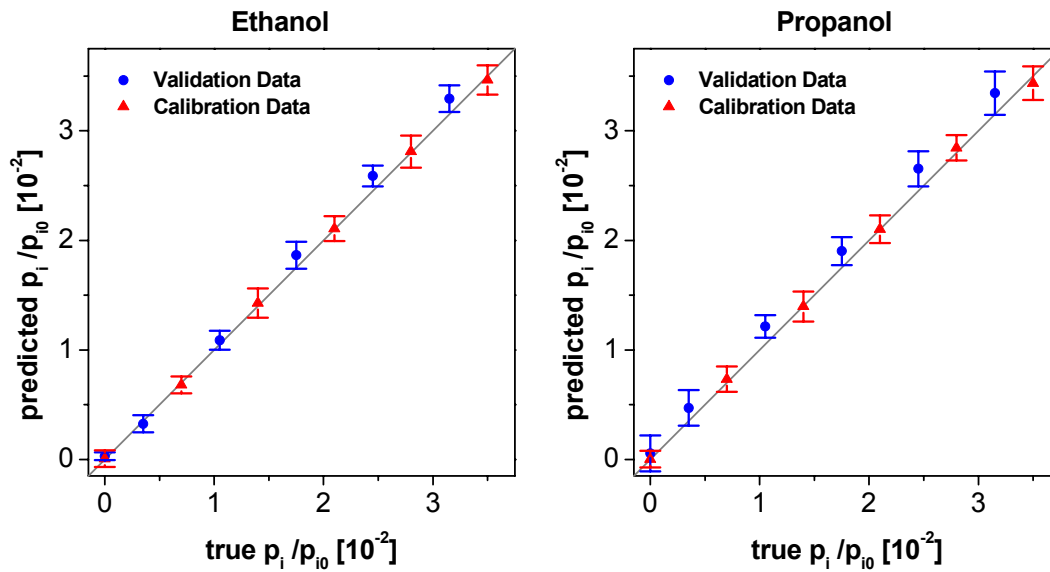 Ethanol
Validation Data
Calibration Data
predicted p_i /p_i0 [10^-2]
3
2
1
0
0 1 2 3
true p_i /p_i0 [10^-2]
Propanol
Validation Data
Calibration Data
predicted p_i /p_i0 [10^-2]
3
2
1
0
0 1 2 3
true p_i /p_i0 [10^-2]